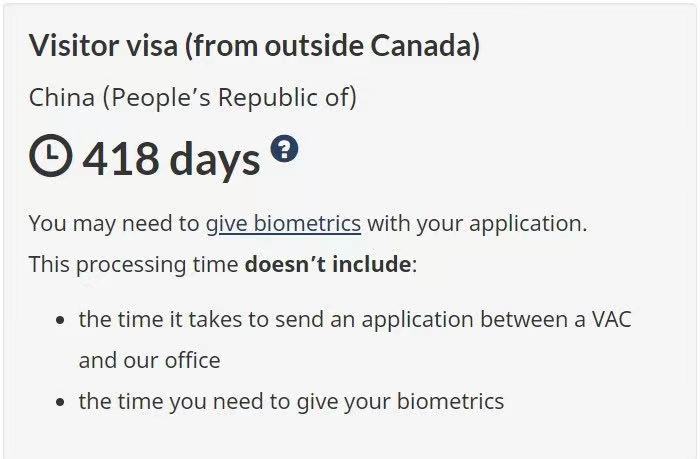 Visitor visa (from outside Canada)
China (People’s Republic of)
418 days ?
You may need to give biometrics with your application.
This processing time doesn’t include:
• the time it takes to send an application between a VAC
and our office
• the time you need to give your biometrics